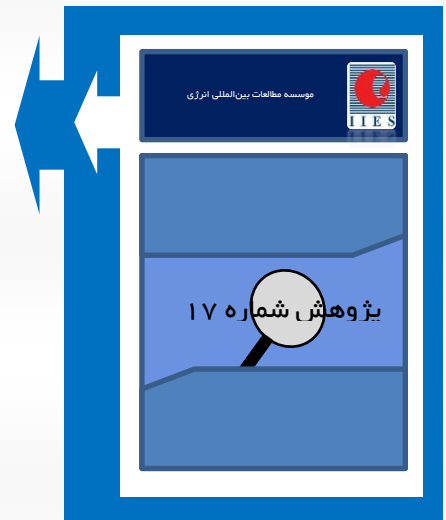 موسسه مطالعات بین‌المللی انرژی
IIES
پژوهش شماره ۱۷